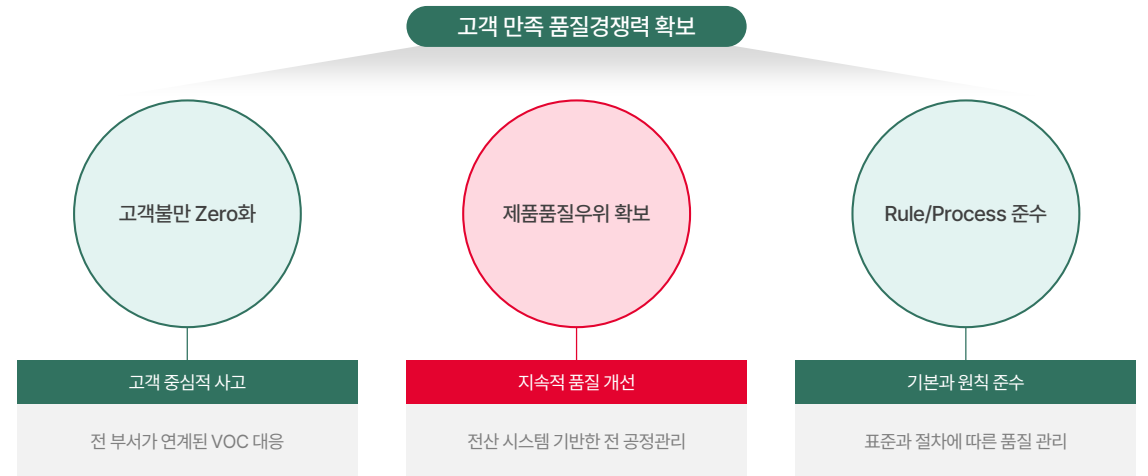 고객 만족 품질경쟁력 확보
고객불만 Zero화
제품품질우위 확보
Rule/Process 준수
고객 중심적 사고
지속적 품질 개선
기본과 원칙 준수
전 부서가 연계된 VOC 대응
전산 시스템 기반한 전 공정관리
표준과 절차에 따른 품질 관리